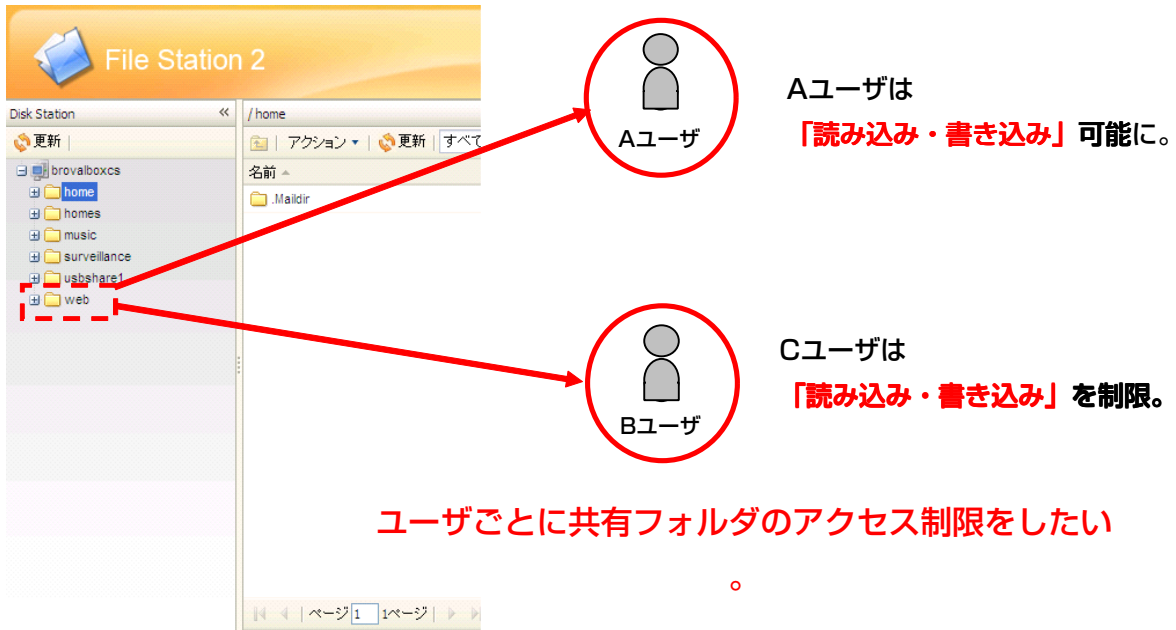 File Station 2
Disk Station «
更新
brovalboxcs
home
homes
music
surveillance
usbshare1
web
/ home
アクション 更新 すべて
名前
.Maildir
ページ 1 1ページ
Aユーザ
Aユーザは
「読み込み・書き込み」可能に。
Bユーザ
Cユーザは
「読み込み・書き込み」を制限。
ユーザごとに共有フォルダのアクセス制限をしたい
。